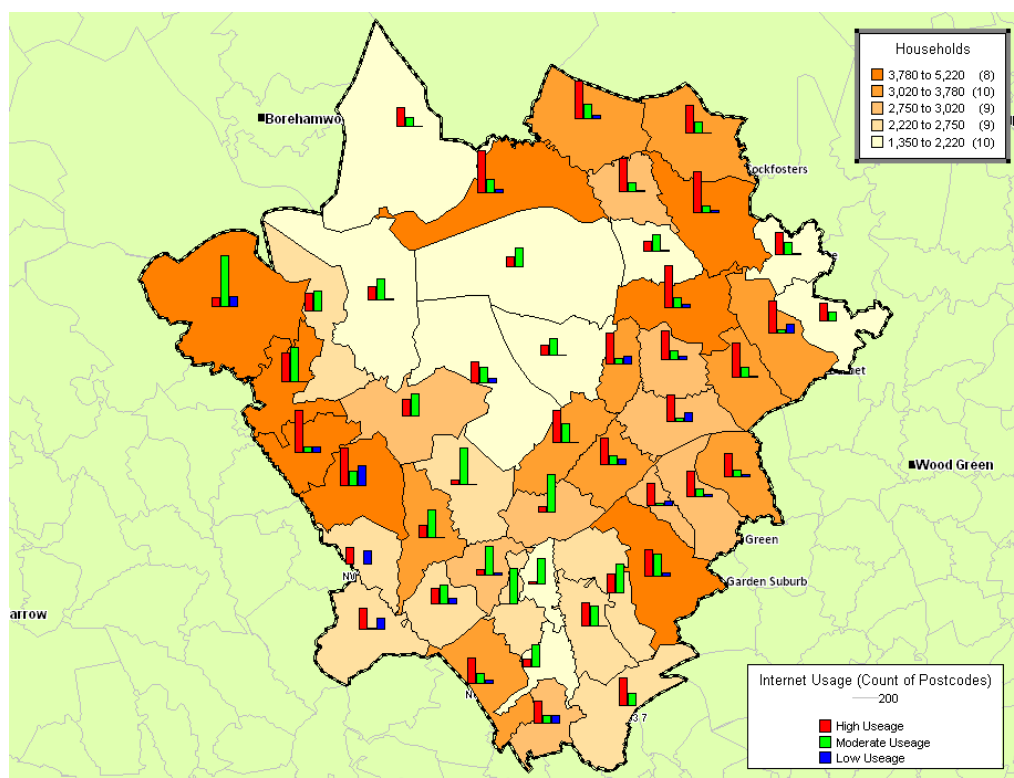 Households
3,780 to 5,220 (8)
3,020 to 3,780 (10)
2,750 to 3,020 (9)
2,220 to 2,750 (9)
1,350 to 2,220 (10)
Borehamwo
ockfosters
Wood Green
Green
Garden Suburb
arrow
Internet Usage (Count of Postcodes)
200
High Useage
Moderate Useage
Low Useage